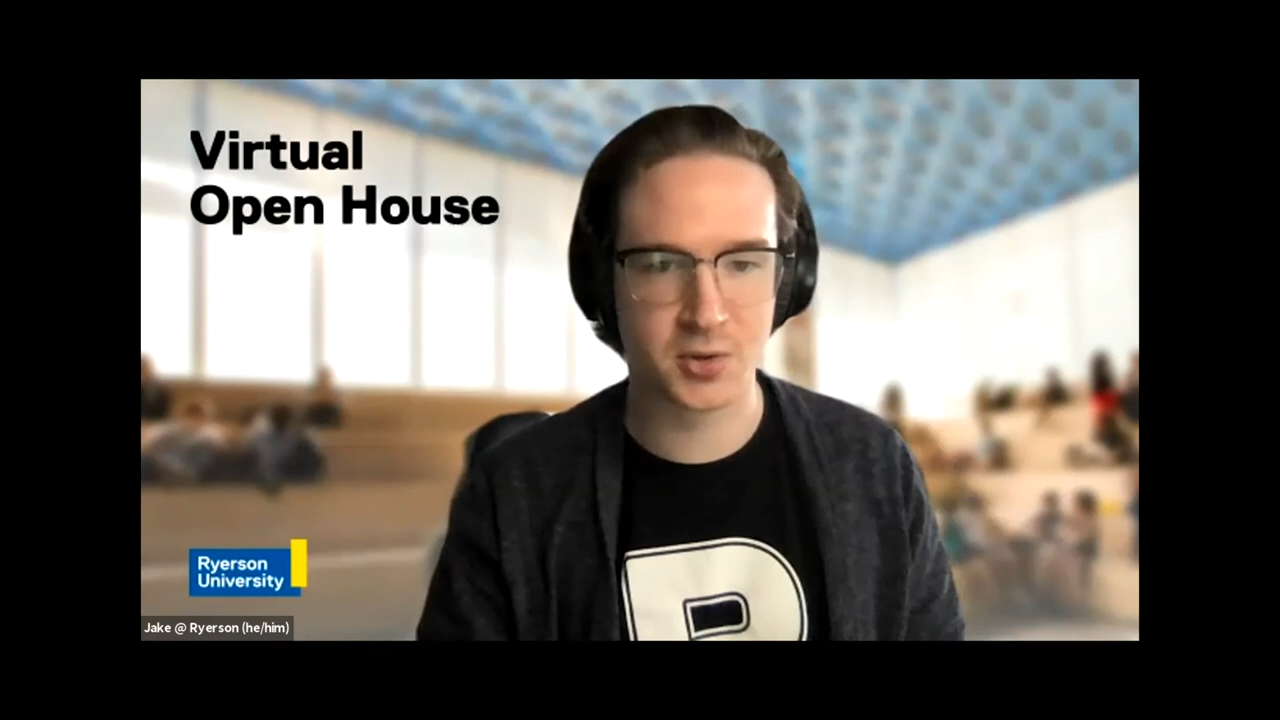 Virtual
Open House
Ryerson
University
Jake @ Ryerson (he/him)
R